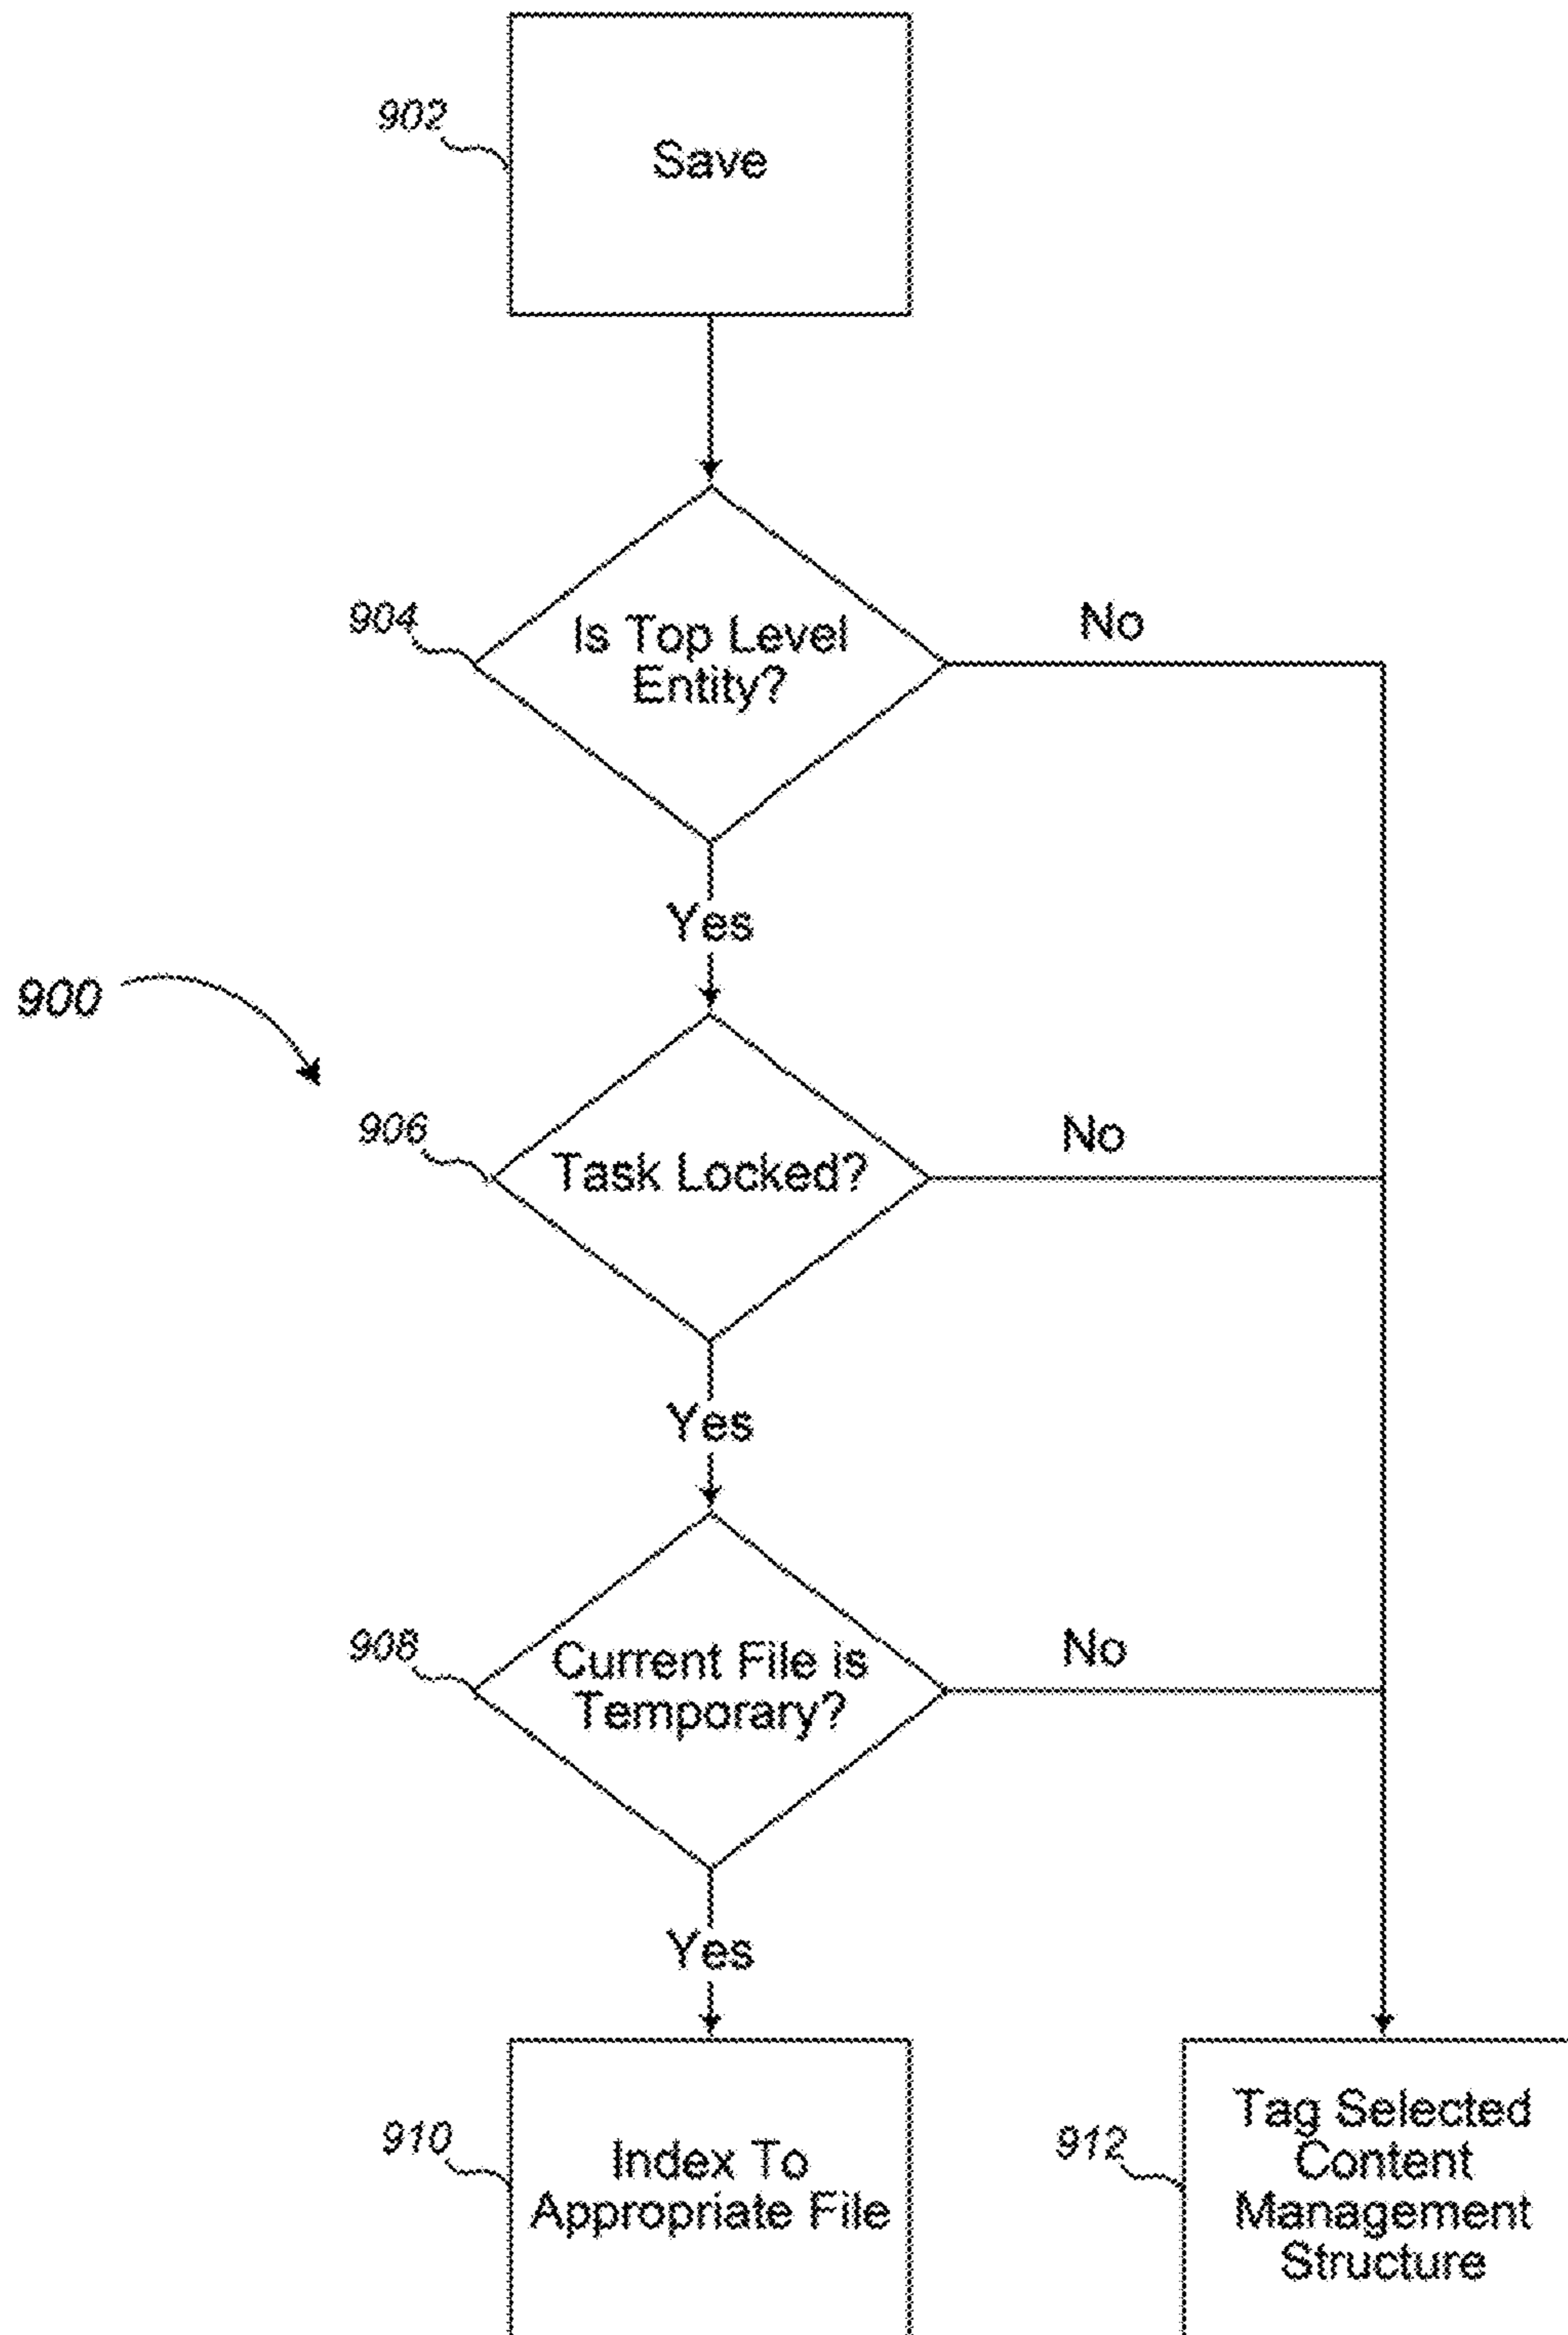 902
Save
904
Is Top Level
Entity?
No
Yes
900
906
Task Locked?
No
Yes
908
Current File is
Temporary?
No
Yes
910
Index To
Appropriate File
912
Tag Selected
Content
Management
Structure